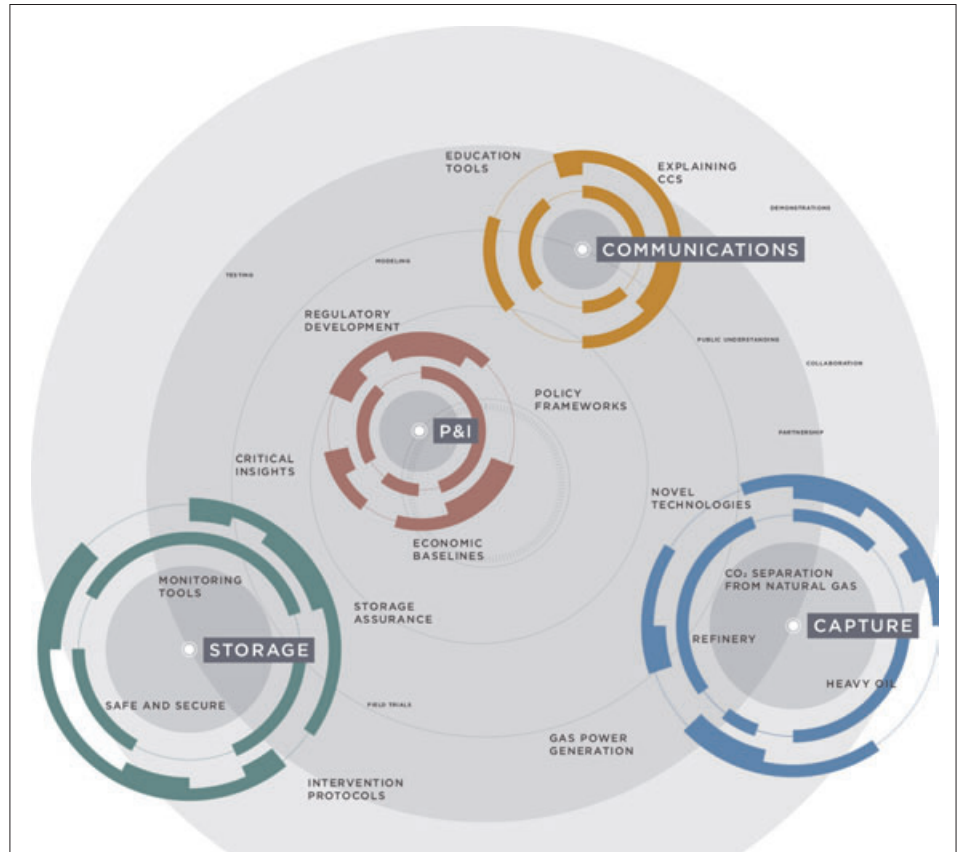 EDUCATION
TOOLS
EXPLAINING
CCS
DEMONSTRATIONS
COMMUNICATIONS
MODELING
TESTING
REGULATORY
DEVELOPMENT
PUBLIC UNDERSTANDING
COLLABORATION
POLICY
FRAMEWORKS
P&I
PARTNERSHIP
CRITICAL
INSIGHTS
NOVEL
TECHNOLOGIES
ECONOMIC
BASELINES
MONITORING
TOOLS
CO₂ SEPARATION
FROM NATURAL GAS
STORAGE
ASSURANCE
CAPTURE
REFINERY
STORAGE
HEAVY OIL
SAFE AND SECURE
FIELD TRIALS
GAS POWER
GENERATION
INTERVENTION
PROTOCOLS